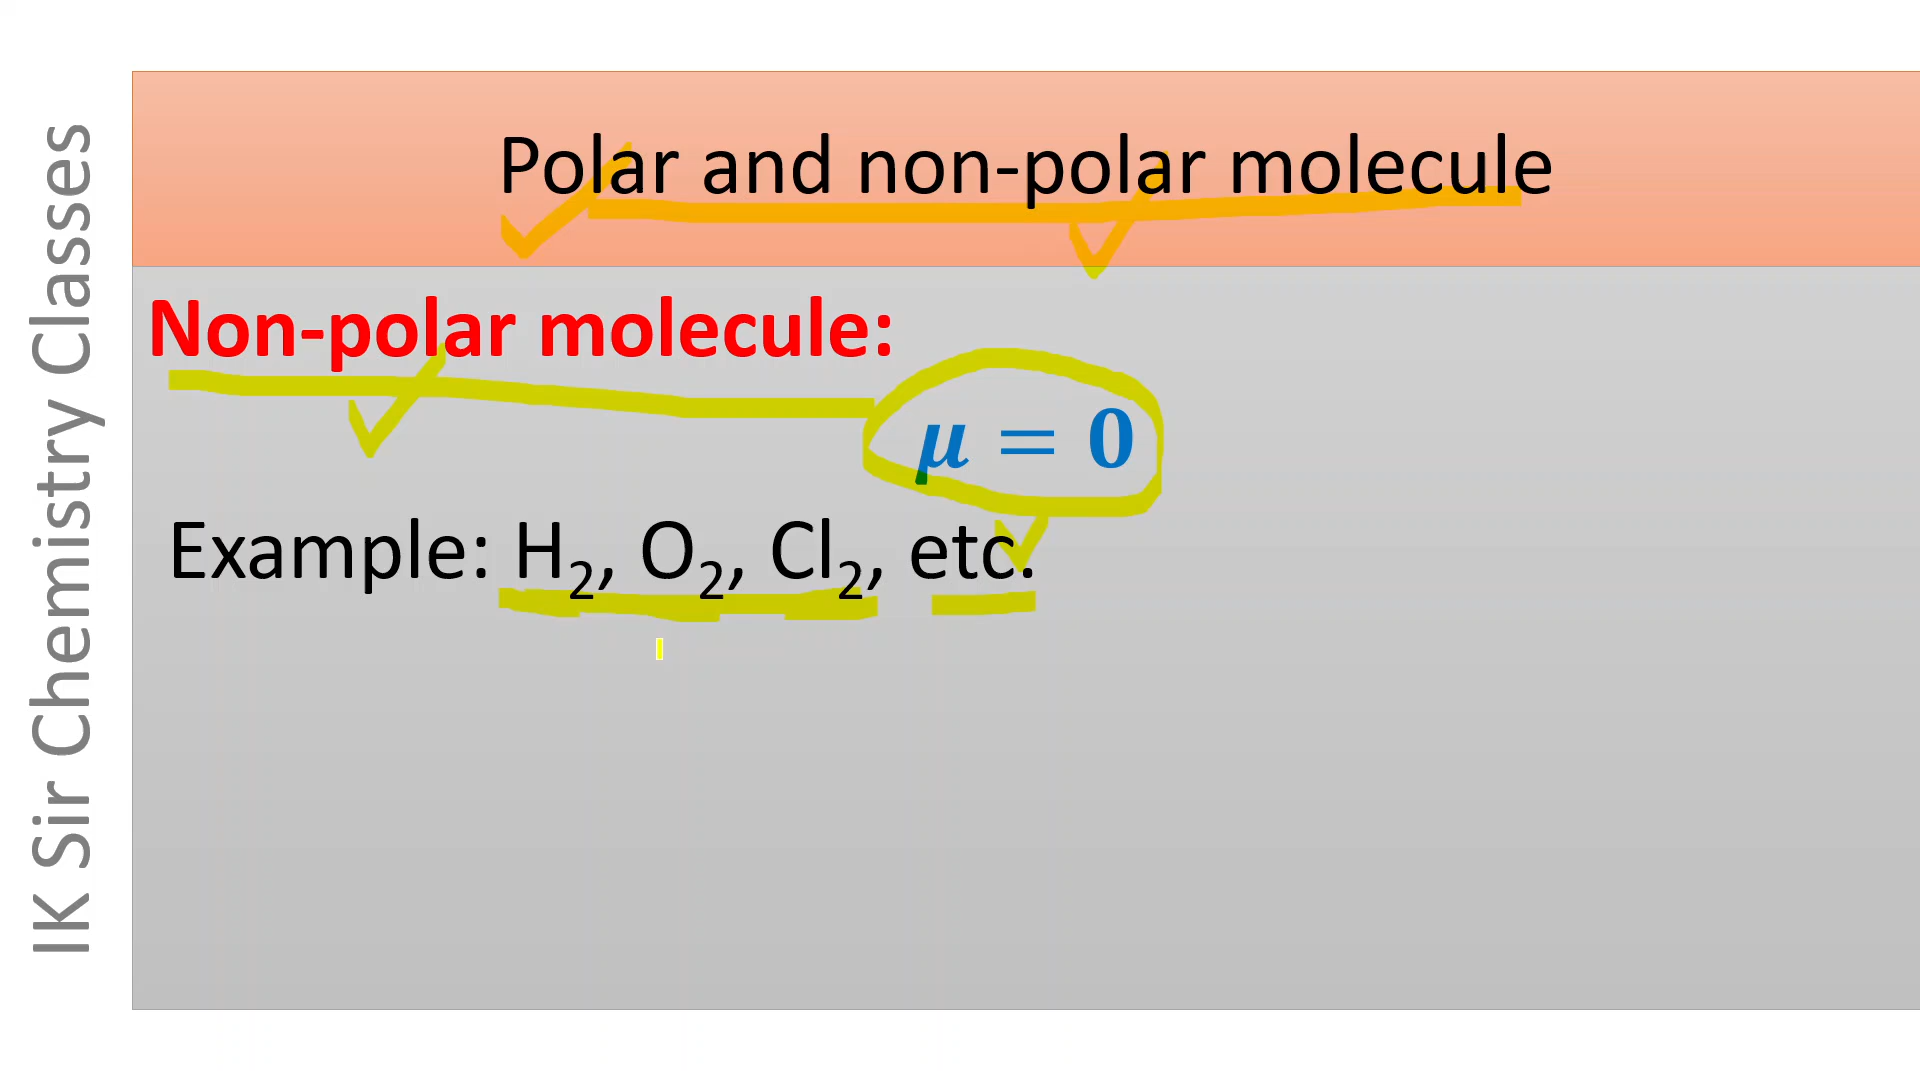 IK Sir Chemistry Classes
Polar and non-polar molecule
Non-polar molecule:
μ = 0
Example: H₂, O₂, Cl₂, etc.